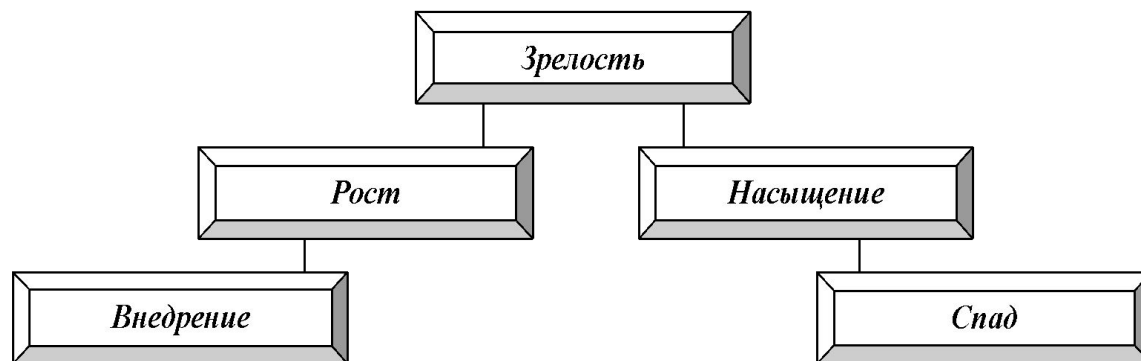 Зрелость
Рост
Насыщение
Внедрение
Спад